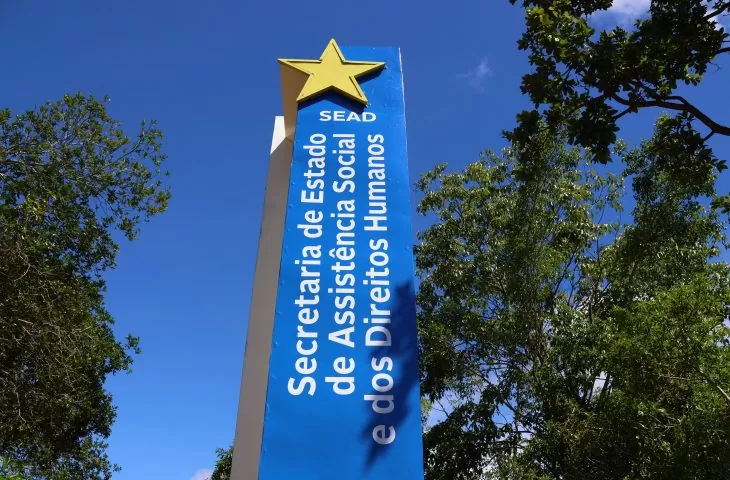 SEAD
Secretaria de Estado
de Assistência Social
e dos Direitos Humanos